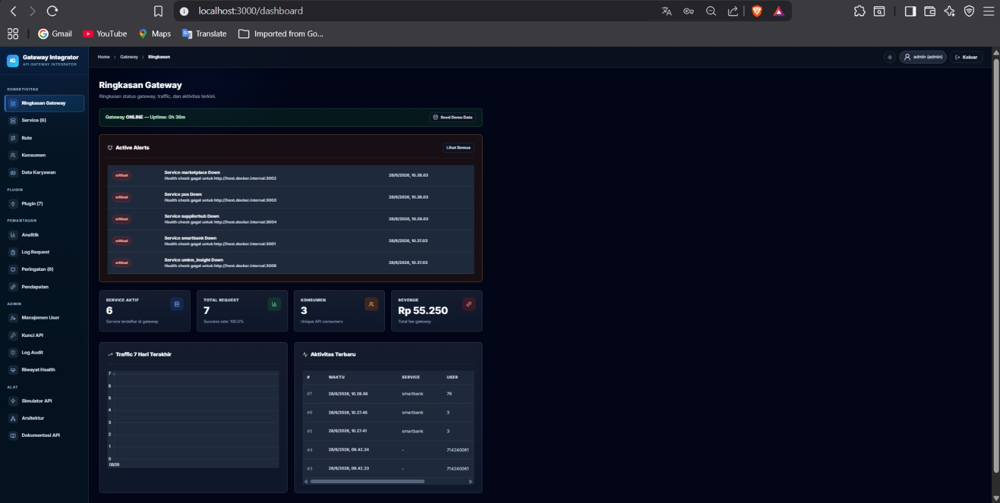 localhost:3000/dashboard
Gmail
YouTube
Maps
Translate
Imported from Go...
IG
Gateway Integrator
API GATEWAY INTEGRATOR
Home > Gateway > Ringkasan
admin (admin)
Keluar
KONEKTIVITAS
Ringkasan Gateway
Service (6)
Rute
Konsumen
Data Karyawan
PLUGIN
Plugin (7)
PEMANTAUAN
Analitik
Log Request
Peringatan (6)
Pendapatan
ADMIN
Manajemen User
Kunci API
Log Audit
Riwayat Health
ALAT
Simulator API
Arsitektur
Dokumentasi API
Ringkasan Gateway
Ringkasan status gateway, traffic, dan aktivitas terkini.
Gateway ONLINE — Uptime: 0h 36m
Seed Demo Data
Active Alerts
Lihat Semua
critical
Service marketplace Down
Health check gagal untuk http://host.docker.internal:3002
28/6/2026, 10.38.03
critical
Service pos Down
Health check gagal untuk http://host.docker.internal:3003
28/6/2026, 10.38.03
critical
Service supplierhub Down
Health check gagal untuk http://host.docker.internal:3004
28/6/2026, 10.38.03
critical
Service smartbank Down
Health check gagal untuk http://host.docker.internal:3001
28/6/2026, 10.37.03
critical
Service umkm_insight Down
Health check gagal untuk http://host.docker.internal:3006
28/6/2026, 10.37.03
SERVICE AKTIF
6
Service terdaftar di gateway
TOTAL REQUEST
7
Success rate: 100.0%
KONSUMEN
3
Unique API consumers
REVENUE
Rp 55.250
Total fee gateway
Traffic 7 Hari Terakhir
7
6
5
4
3
2
1
0
06/28
Aktivitas Terbaru
# WAKTU SERVICE USER
#7 28/6/2026, 10.29.55 smartbank 76
#6 28/6/2026, 10.27.45 smartbank 3
#5 28/6/2026, 10.27.41 smartbank 3
#4 28/6/2026, 09.42.24 - 714240061
#3 28/6/2026, 09.42.23 - 714240061